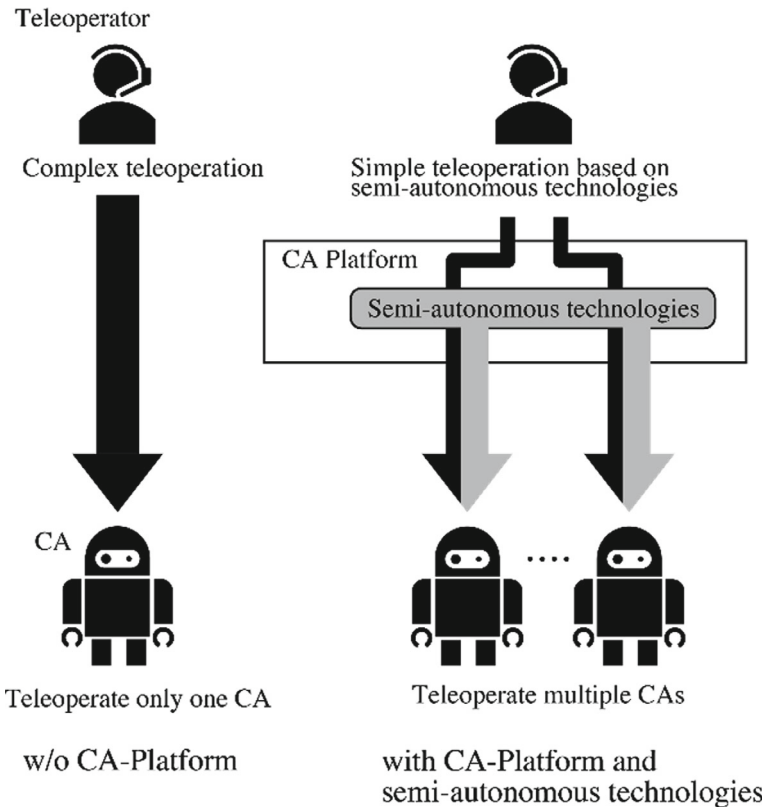 Teleoperator
Complex teleoperation
CA
Teleoperate only one CA
w/o CA-Platform
Simple teleoperation based on
semi-autonomous technologies
CA Platform
Semi-autonomous technologies
Teleoperate multiple CAs
with CA-Platform and
semi-autonomous technologies